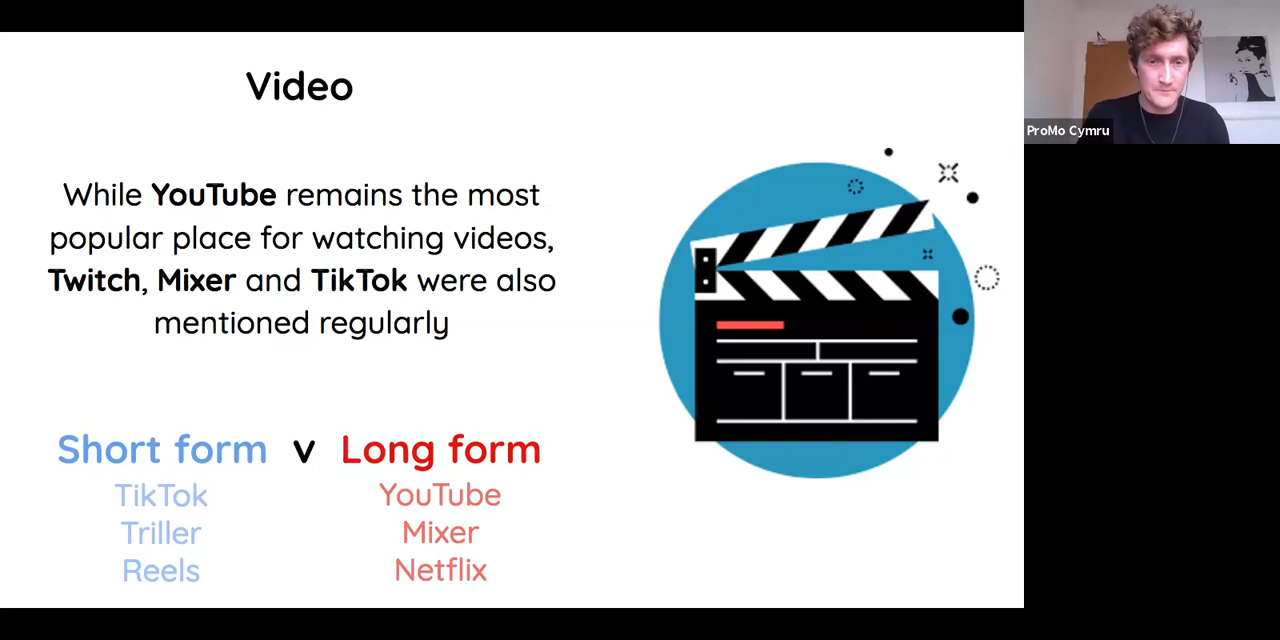 Video
While YouTube remains the most
popular place for watching videos,
Twitch, Mixer and TikTok were also
mentioned regularly
Short form v Long form
TikTok YouTube
Triller Mixer
Reels Netflix
ProMo Cymru